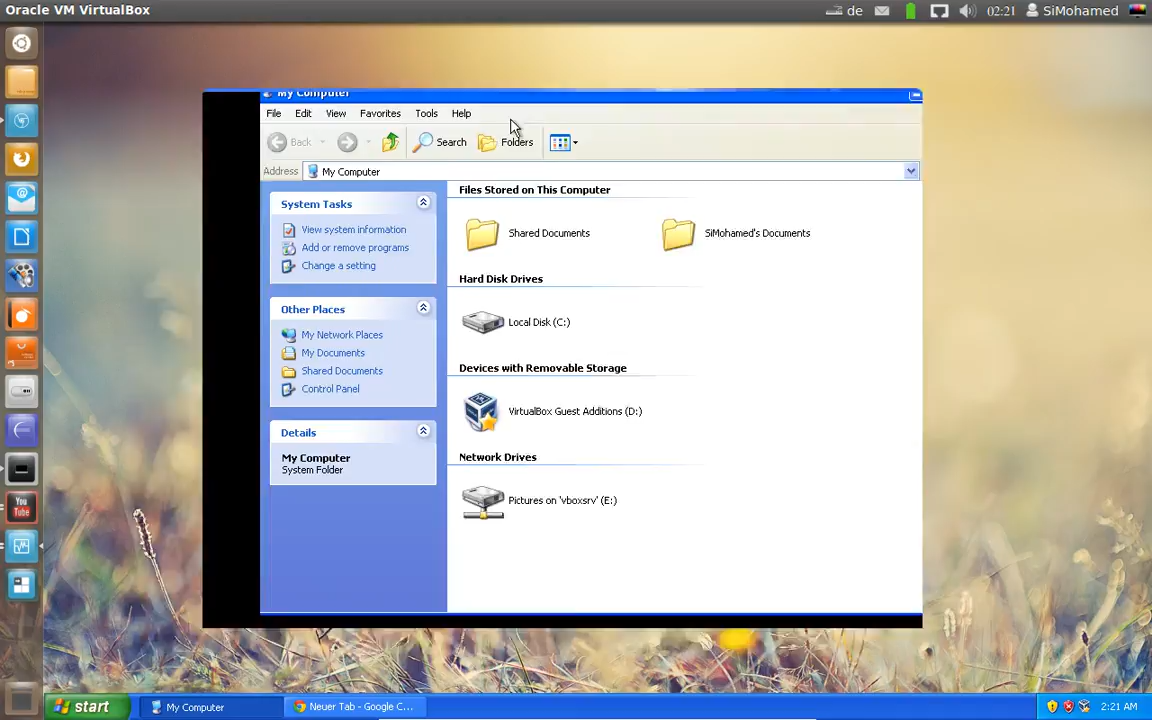 Oracle VM VirtualBox
de
02:21
SiMohamed
My Computer
File Edit View Favorites Tools Help
Back
Search
Folders
Address
My Computer
System Tasks
View system information
Add or remove programs
Change a setting
Other Places
My Network Places
My Documents
Shared Documents
Control Panel
Details
My Computer
System Folder
Files Stored on This Computer
Shared Documents
SiMohamed's Documents
Hard Disk Drives
Local Disk (C:)
Devices with Removable Storage
VirtualBox Guest Additions (D:)
Network Drives
Pictures on 'vboxsrv' (E:)
You
Tube
start
My Computer
Neuer Tab - Google C...
2:21 AM